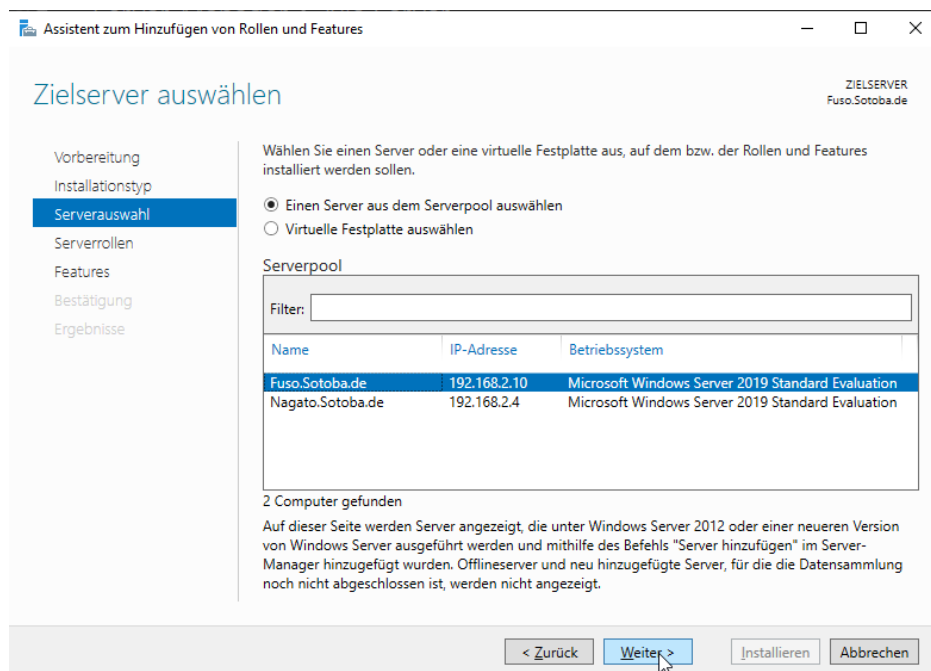 Assistent zum Hinzufügen von Rollen und Features
Zielserver auswählen
ZIELSERVER
Fuso.Sotoba.de
Vorbereitung
Installationstyp
Serverauswahl
Serverrollen
Features
Bestätigung
Ergebnisse
Wählen Sie einen Server oder eine virtuelle Festplatte aus, auf dem bzw. der Rollen und Features
installiert werden sollen.
Einen Server aus dem Serverpool auswählen
Virtuelle Festplatte auswählen
Serverpool
Filter:
Name IP-Adresse Betriebssystem
Fuso.Sotoba.de 192.168.2.10 Microsoft Windows Server 2019 Standard Evaluation
Nagato.Sotoba.de 192.168.2.4 Microsoft Windows Server 2019 Standard Evaluation
2 Computer gefunden
Auf dieser Seite werden Server angezeigt, die unter Windows Server 2012 oder einer neueren Version
von Windows Server ausgeführt werden und mithilfe des Befehls "Server hinzufügen" im Server-
Manager hinzugefügt wurden. Offlineserver und neu hinzugefügte Server, für die die Datensammlung
noch nicht abgeschlossen ist, werden nicht angezeigt.
< Zurück Weiter > Installieren Abbrechen